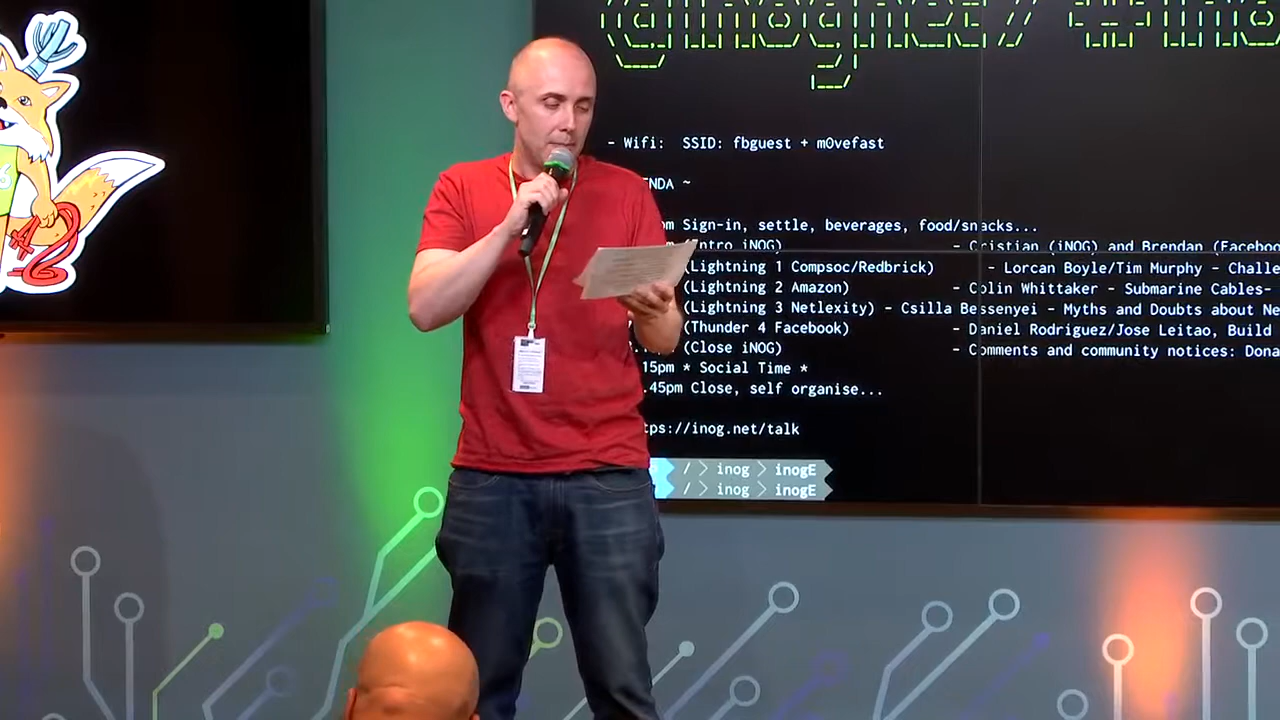 - Wifi: SSID: fbguest + m0vefast
NDA ~
Sign-in, settle, beverages, food/snacks...
(Intro iNOG) - Cristian (iNOG) and Brendan (Faceboo
(Lightning 1 Compsoc/Redbrick) - Lorcan Boyle/Tim Murphy - Challe
(Lightning 2 Amazon) - Colin Whittaker - Submarine Cables-
(Lightning 3 Netlexity) - Csilla Bessenyei - Myths and Doubts about Ne
(Thunder 4 Facebook) - Daniel Rodriguez/Jose Leitao, Build
(Close iNOG) Comments and community notices Dona
15pm * Social Time *
.45pm Close, self organise...
tps://inog.net/talk
/ > inog > inogE
/ > inog > inogE